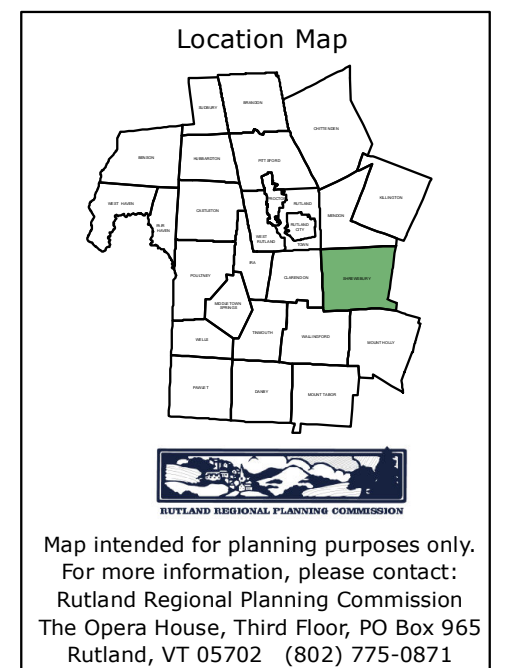 Location Map
SUDBURY
BRANDON
CHITTENDEN
BENSON
HUBBARDTON
PITTSFORD
WEST HAVEN
FAIR
HAVEN
CASTLETON
PROCTOR
RUTLAND
RUTLAND
CITY
TOWN
WEST
RUTLAND
MENDON
KILLINGTON
POULTNEY
IRA
CLARENDON
SHREWSBURY
MIDDLETOWN
SPRINGS
WELLS
TINMOUTH
WALLINGFORD
MOUNT HOLLY
PAWLET
DANBY
MOUNT TABOR
RUTLAND REGIONAL PLANNING COMMISSION
Map intended for planning purposes only.
For more information, please contact:
Rutland Regional Planning Commission
The Opera House, Third Floor, PO Box 965
Rutland, VT 05702 (802) 775-0871